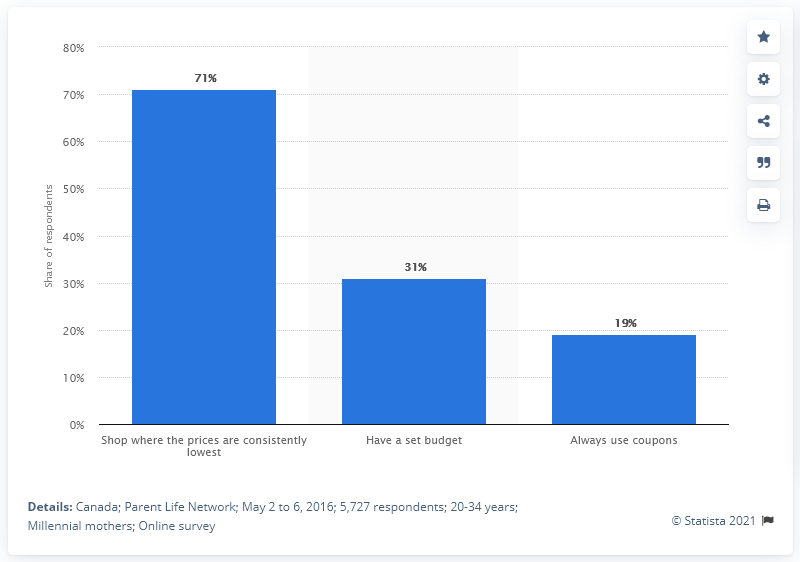 80%
71%
70%
60%
50%
40%
31%
30%
20%
19%
10%
0%
Share of respondents
Shop where the prices are consistently
lowest
Have a set budget
Always use coupons
Details: Canada; Parent Life Network; May 2 to 6, 2016; 5,727 respondents; 20-34 years;
Millennial mothers; Online survey
© Statista 2021